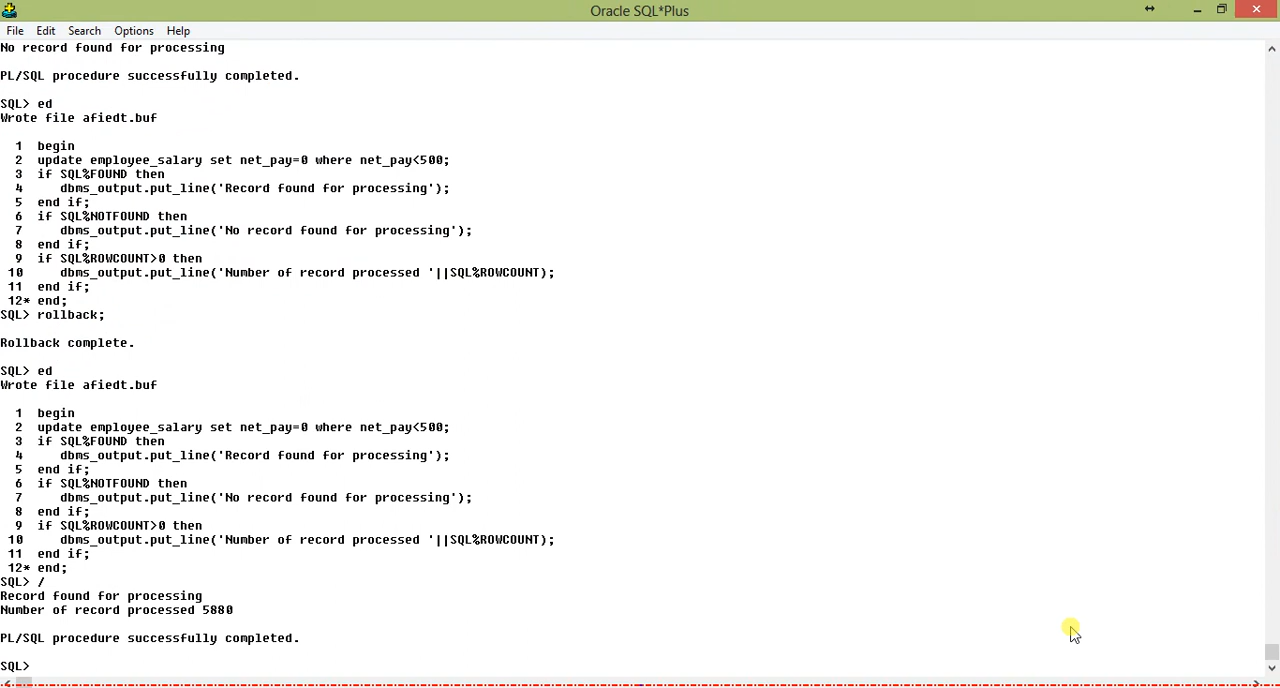 Oracle SQL*Plus
File Edit Search Options Help
No record found for processing
PL/SQL procedure successfully completed.
SQL> ed
Wrote file afiedt.buf
1 begin
2 update employee_salary set net_pay=0 where net_pay<500;
3 if SQL%FOUND then
4 dbms_output.put_line('Record found for processing');
5 end if;
6 if SQL%NOTFOUND then
7 dbms_output.put_line('No record found for processing');
8 end if;
9 if SQL%ROWCOUNT>0 then
10 dbms_output.put_line('Number of record processed '||SQL%ROWCOUNT);
11 end if;
12* end;
SQL> rollback;
Rollback complete.
SQL> ed
Wrote file afiedt.buf
1 begin
2 update employee_salary set net_pay=0 where net_pay<500;
3 if SQL%FOUND then
4 dbms_output.put_line('Record found for processing');
5 end if;
6 if SQL%NOTFOUND then
7 dbms_output.put_line('No record found for processing');
8 end if;
9 if SQL%ROWCOUNT>0 then
10 dbms_output.put_line('Number of record processed '||SQL%ROWCOUNT);
11 end if;
12* end;
SQL> /
Record found for processing
Number of record processed 5880
PL/SQL procedure successfully completed.
SQL>